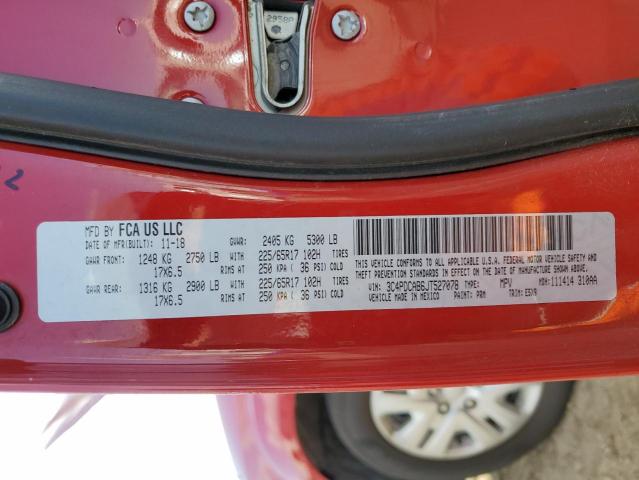 29580
MFD BY FCA US LLC
DATE OF MFR(BUILT): 11-18 GVWR: 2405 KG 5300 LB
GAWR FRONT: 1248 KG 2750 LB WITH 225/65R17 102H TIRES
17X6.5 RIMS AT 250 KPA ( 36 PSI) COLD
GAWR REAR: 1316 KG 2900 LB WITH 225/65R17 102H TIRES
17X6.5 RIMS AT 250 KPA ( 36 PSI) COLD
THIS VEHICLE CONFORMS TO ALL APPLICABLE U.S.A. FEDERAL MOTOR VEHICLE SAFETY AND
THEFT PREVENTION STANDARDS IN EFFECT ON THE DATE OF MANUFACTURE SHOWN ABOVE.
VIN: 3C4PDCAB6JT527078 TYPE: MPV MDH: 111414 310AA
VEHICLE MADE IN MEXICO PAINT: PRM TRIM: E5X9